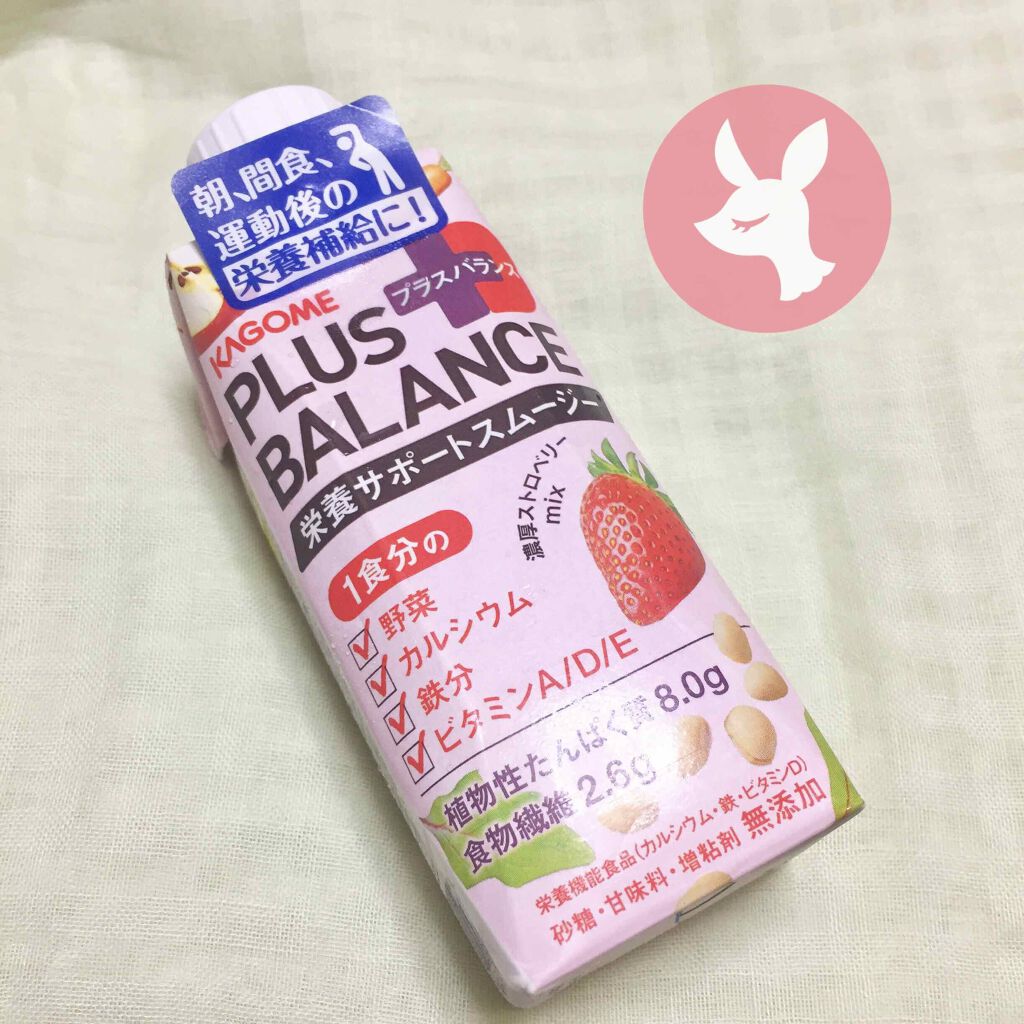 朝、間食、
運動後の
栄養補給に!
KAGOME
プラスバランス
PLUS
BALANCE
栄養サポートスムージー
濃厚ストロベリー
mix
1食分の
野菜
カルシウム
鉄分
ビタミンA/D/E
植物性たんぱく質 8.0g
食物繊維 2.6g
栄養機能食品(カルシウム・鉄・ビタミンD)
砂糖・甘味料・増粘剤 無添加